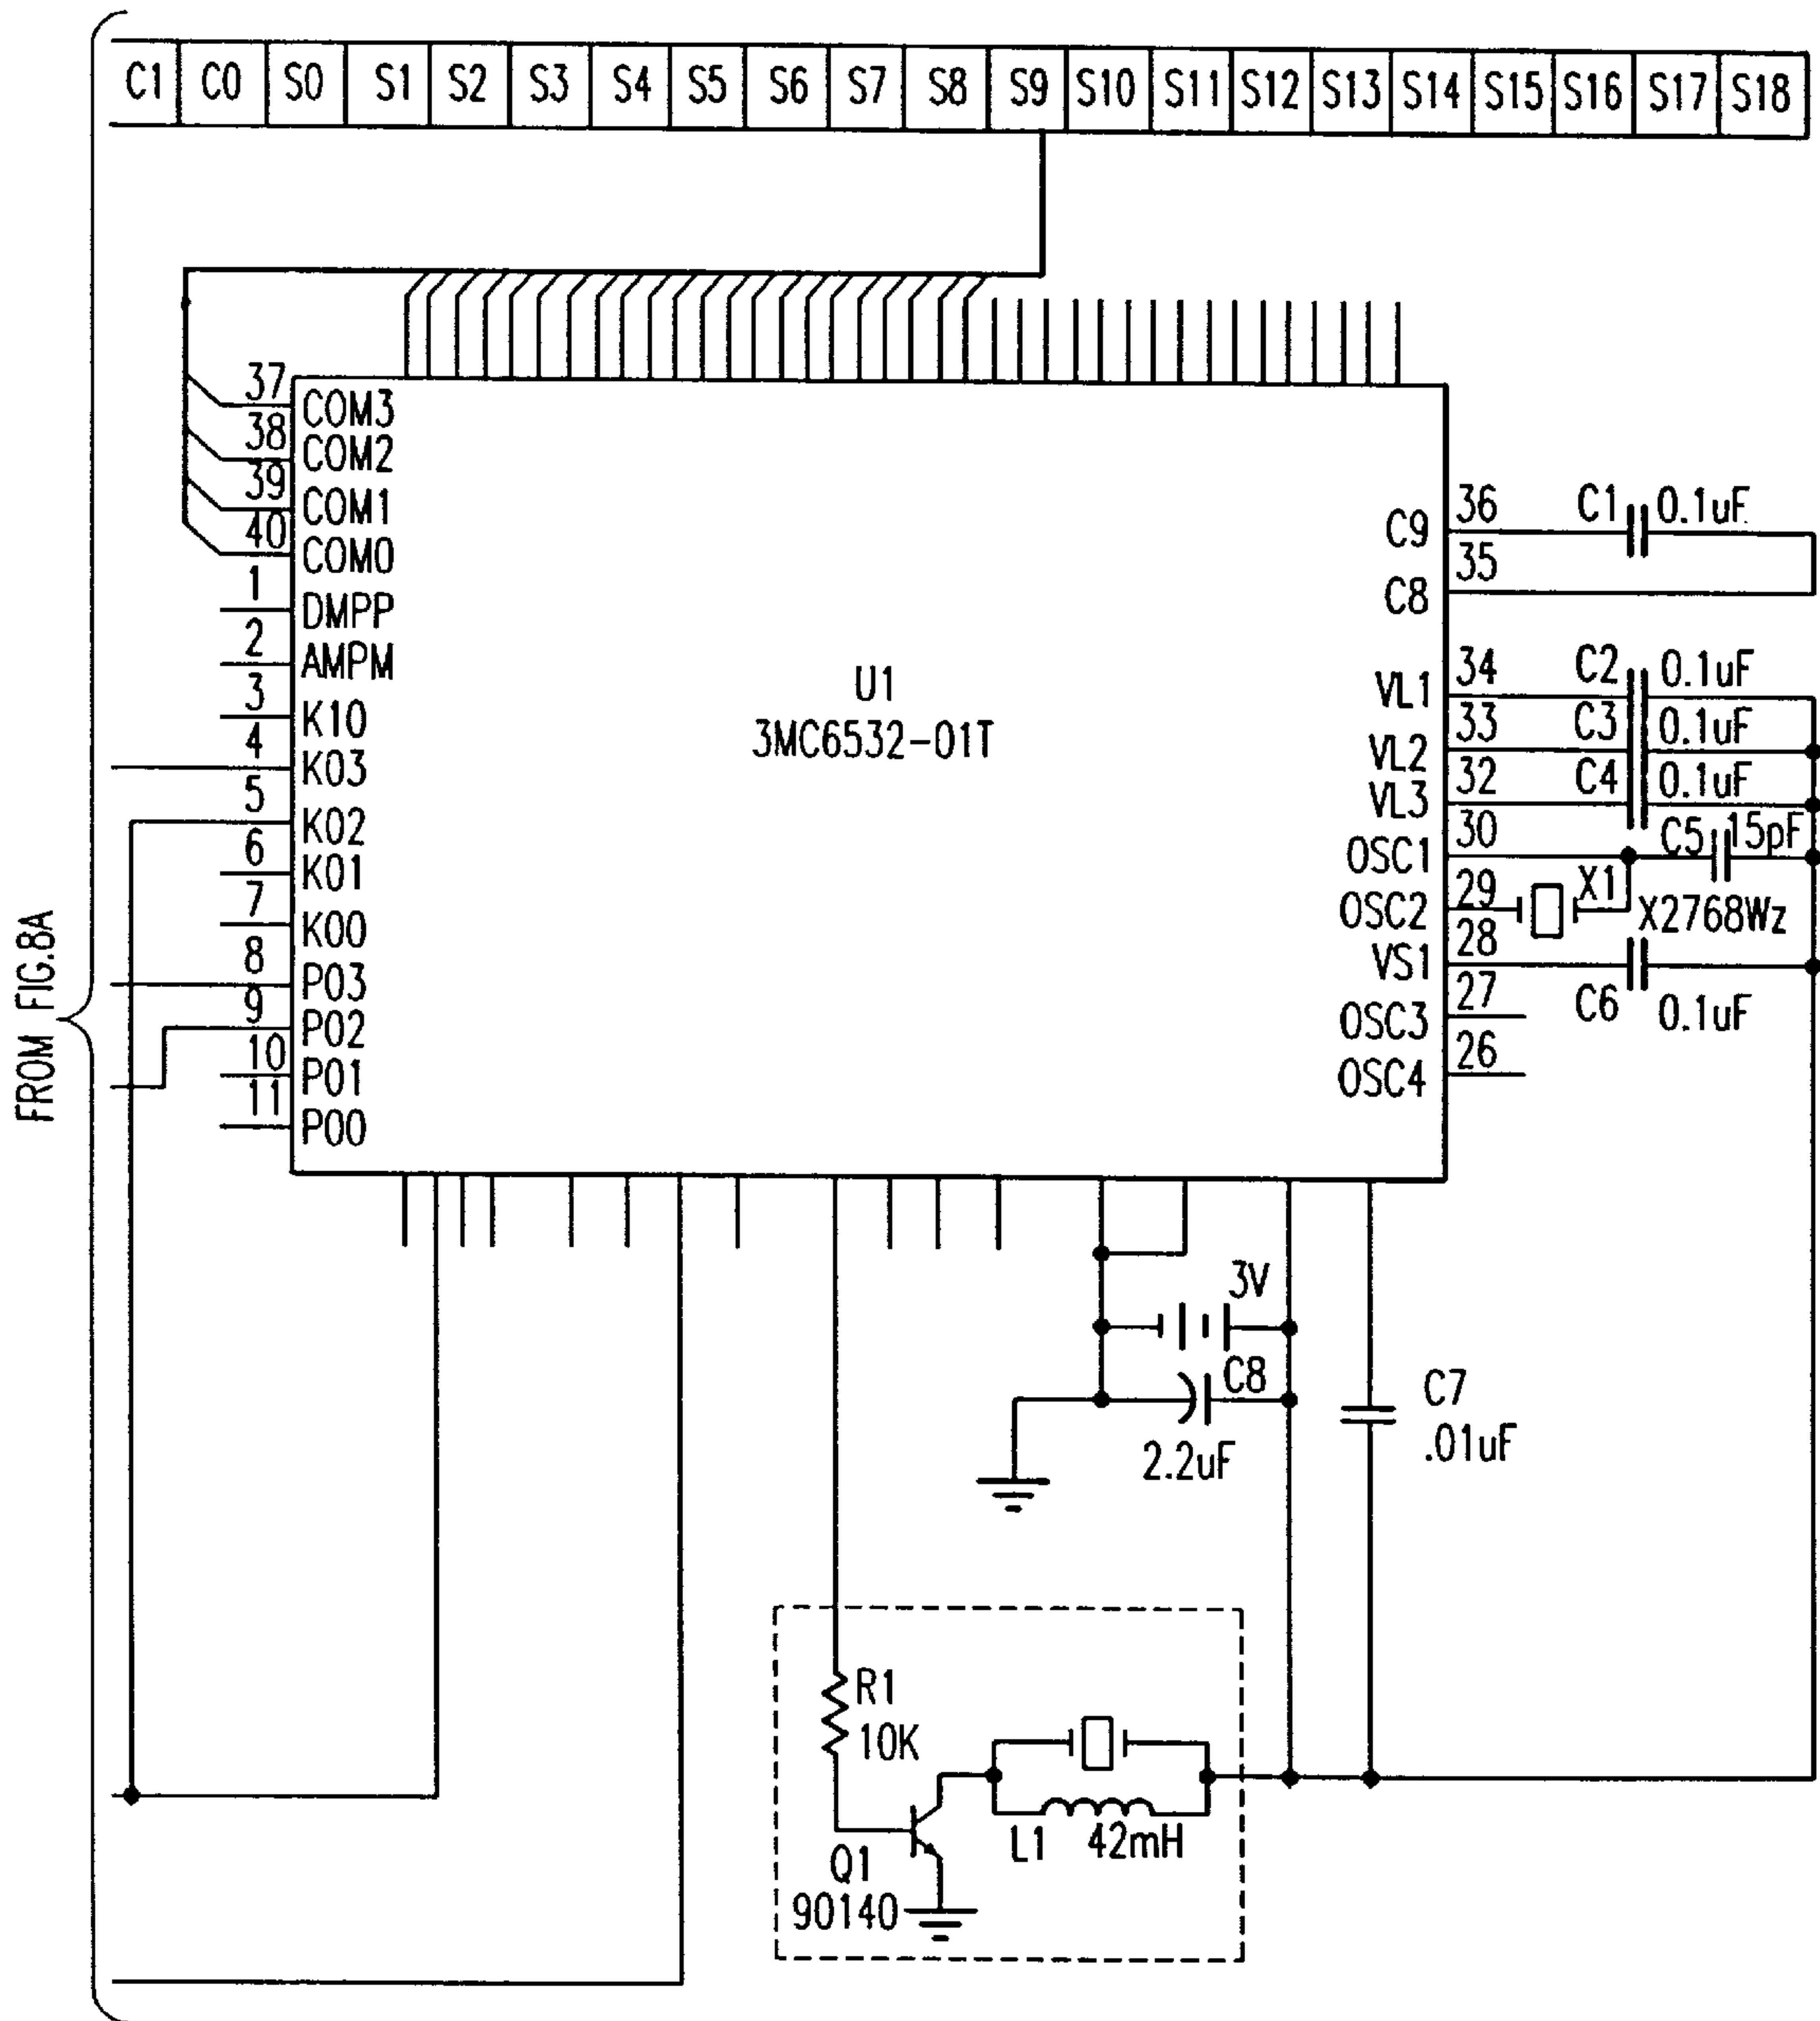 C1 C0 S0 S1 S2 S3 S4 S5 S6 S7 S8 S9 S10 S11 S12 S13 S14 S15 S16 S17 S18
FROM FIG.8A
37
COM3
38
COM2
39
COM1
40
COM0
1
DMPP
2
AMPM
3
K10
4
K03
5
K02
6
K01
7
K00
8
P03
9
P02
10
P01
11
P00
U1
3MC6532-01T
C9
36
C1
0.1uF
C8
35
VL1
34
C2
0.1uF
VL2
33
C3
0.1uF
VL3
32
C4
0.1uF
OSC1
30
C5
15pF
OSC2
29
X1
X2768Wz
VS1
28
C6
0.1uF
OSC3
27
OSC4
26
3V
C8
2.2uF
C7
.01uF
R1
10K
L1
42mH
Q1
90140